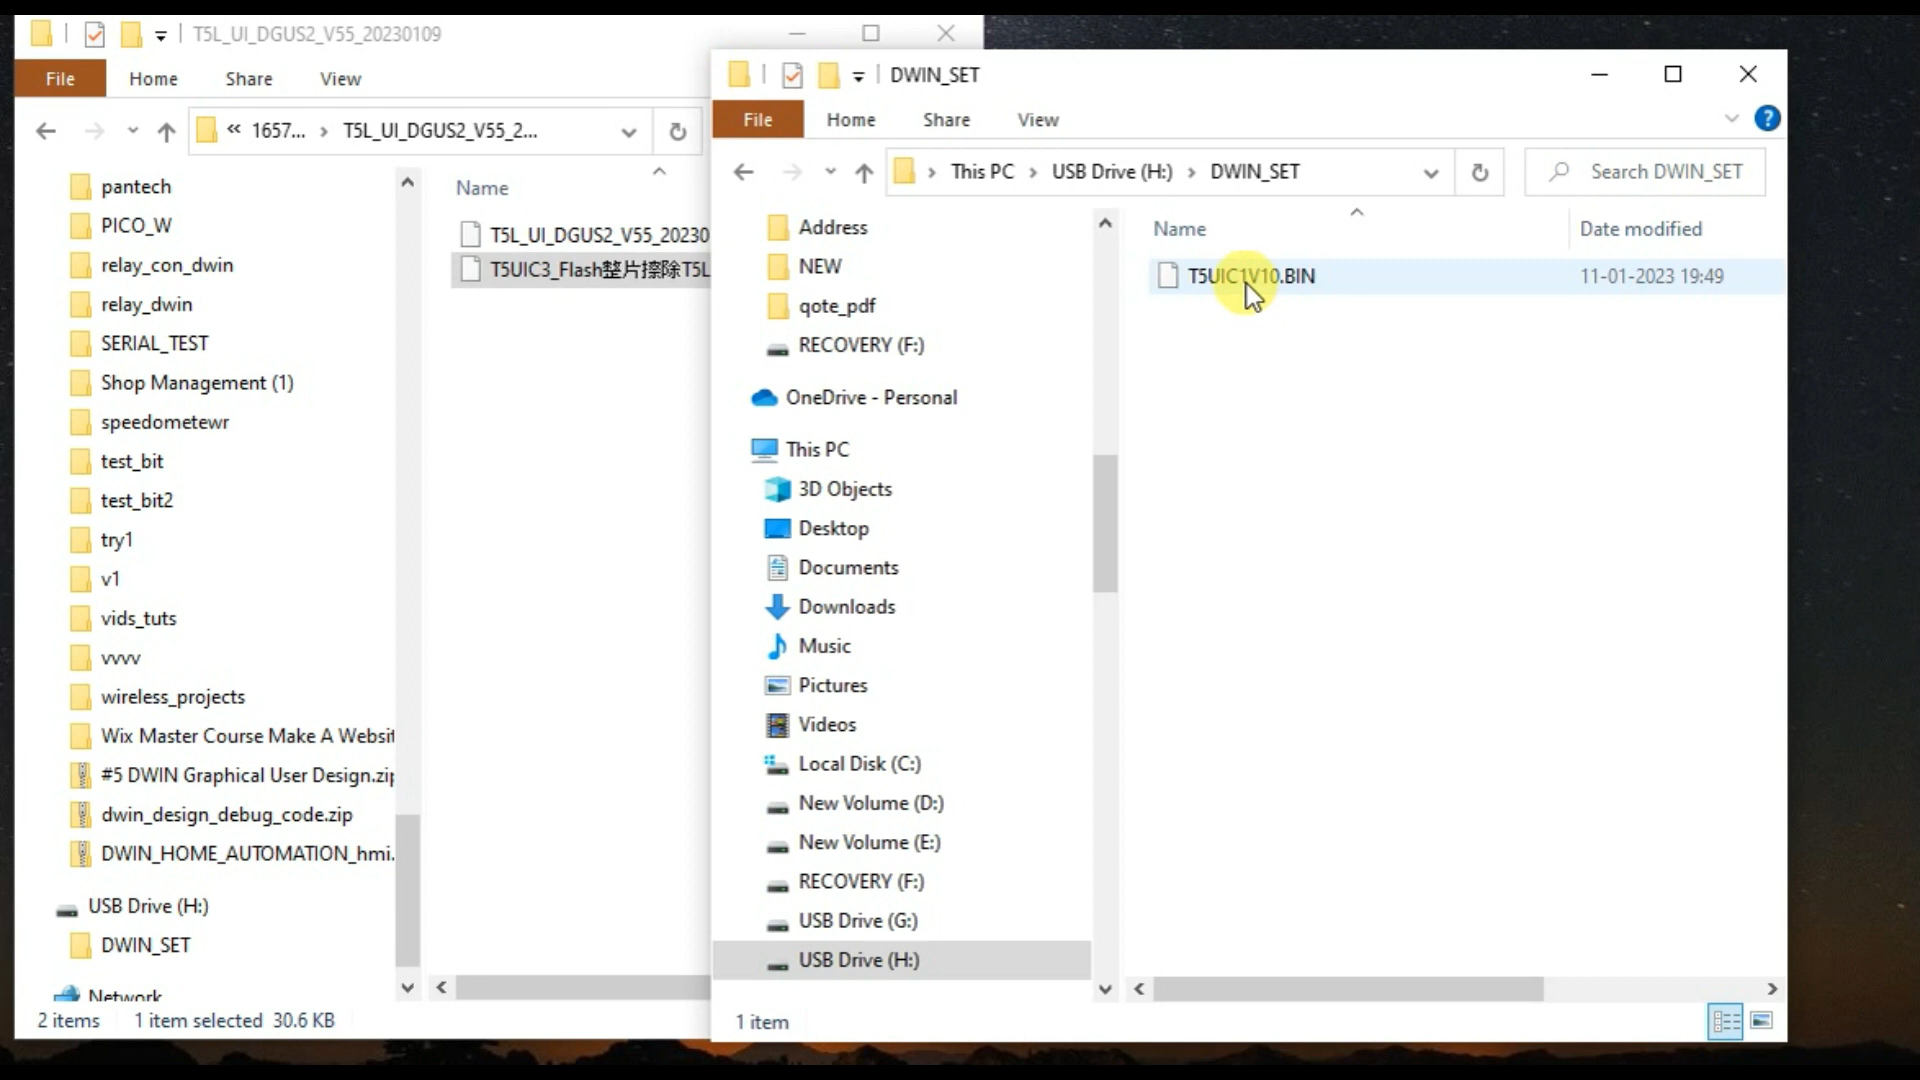 T5L_UI_DGUS2_V55_20230109
File Home Share View
« 1657... › T5L_UI_DGUS2_V55_2...
pantech
PICO_W
relay_con_dwin
relay_dwin
SERIAL_TEST
Shop Management (1)
speedometewr
test_bit
test_bit2
try1
v1
vids_tuts
vvvv
wireless_projects
Wix Master Course Make A Websit
#5 DWIN Graphical User Design.zip
dwin_design_debug_code.zip
DWIN_HOME_AUTOMATION_hmi.
USB Drive (H:)
DWIN_SET
Network
Name
T5L_UI_DGUS2_V55_20230
T5UIC3_Flash整片擦除T5L
2 items 1 item selected 30.6 KB
DWIN_SET
File Home Share View
› This PC › USB Drive (H:) › DWIN_SET
Search DWIN_SET
Address
NEW
qote_pdf
RECOVERY (F:)
OneDrive - Personal
This PC
3D Objects
Desktop
Documents
Downloads
Music
Pictures
Videos
Local Disk (C:)
New Volume (D:)
New Volume (E:)
RECOVERY (F:)
USB Drive (G:)
USB Drive (H:)
Name Date modified
T5UIC1V10.BIN 11-01-2023 19:49
1 item